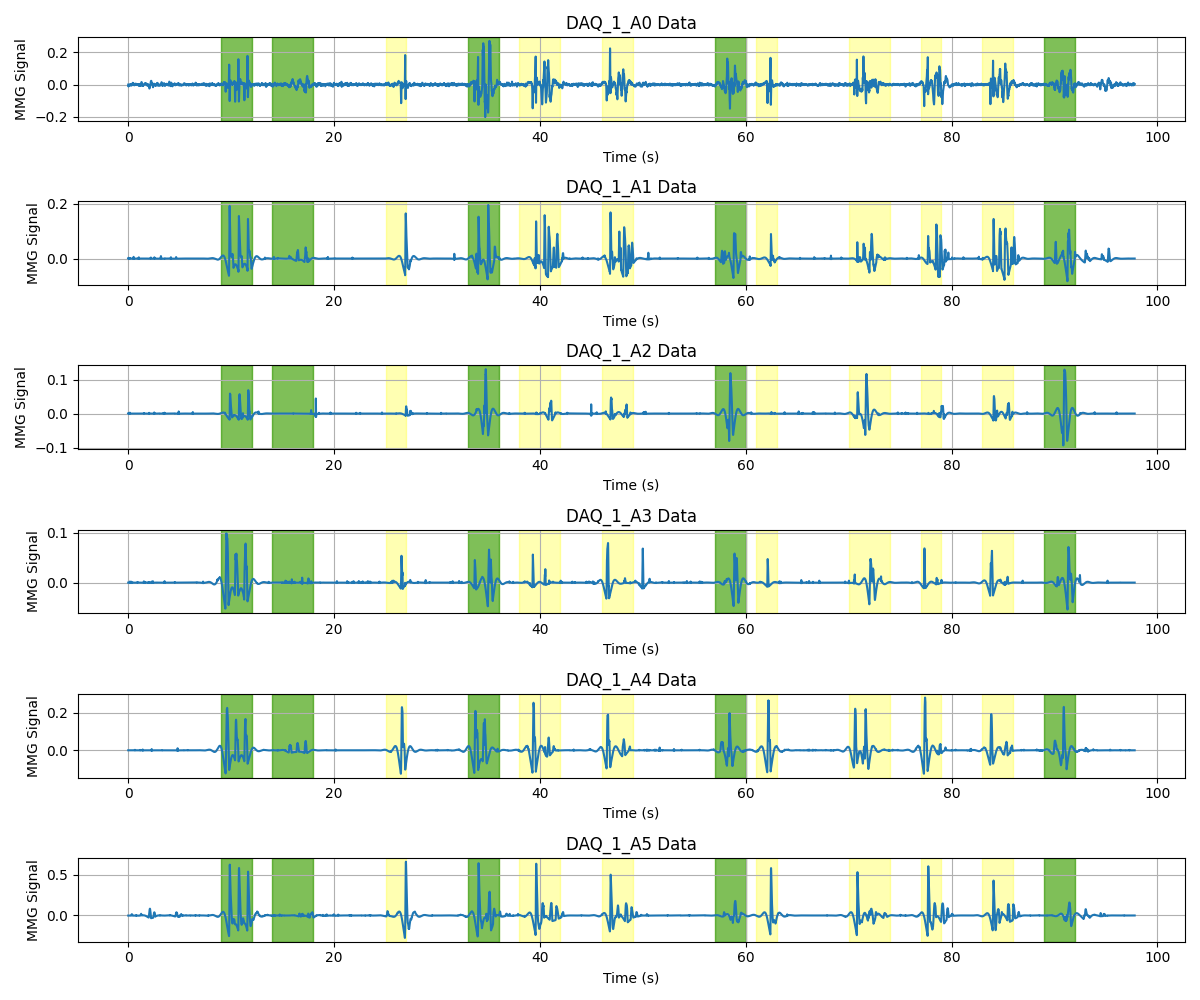 DAQ_1_A0 Data
MMG Signal
0.2
0.0
−0.2
0 20 40 60 80 100
Time (s)
DAQ_1_A1 Data
MMG Signal
0.2
0.0
0 20 40 60 80 100
Time (s)
DAQ_1_A2 Data
MMG Signal
0.1
0.0
−0.1
0 20 40 60 80 100
Time (s)
DAQ_1_A3 Data
MMG Signal
0.1
0.0
0 20 40 60 80 100
Time (s)
DAQ_1_A4 Data
MMG Signal
0.2
0.0
0 20 40 60 80 100
Time (s)
DAQ_1_A5 Data
MMG Signal
0.5
0.0
0 20 40 60 80 100
Time (s)